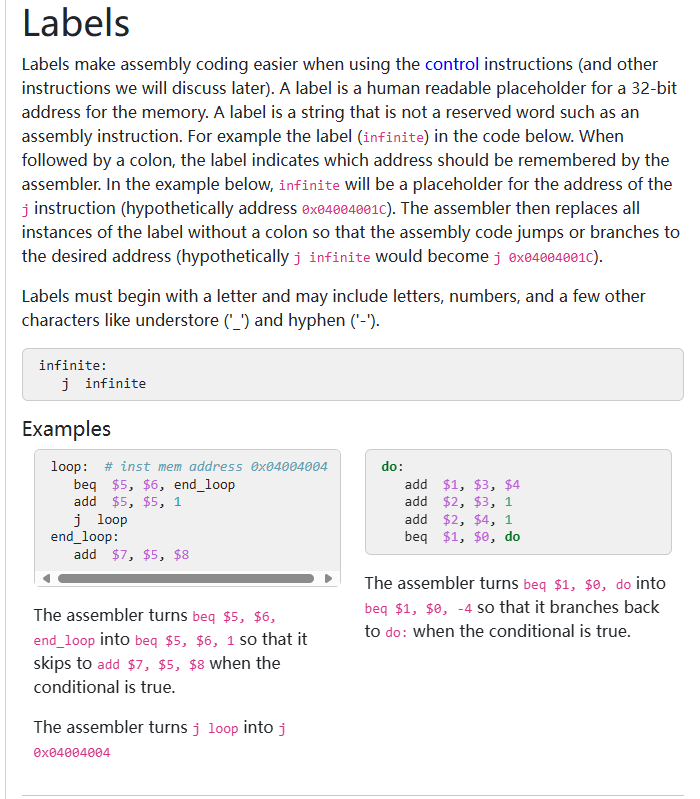 Labels
Labels make assembly coding easier when using the control instructions (and other
instructions we will discuss later). A label is a human readable placeholder for a 32-bit
address for the memory. A label is a string that is not a reserved word such as an
assembly instruction. For example the label (infinite) in the code below. When
followed by a colon, the label indicates which address should be remembered by the
assembler. In the example below, infinite will be a placeholder for the address of the
j instruction (hypothetically address 0x04004001C). The assembler then replaces all
instances of the label without a colon so that the assembly code jumps or branches to
the desired address (hypothetically j infinite would become j 0x04004001C).
Labels must begin with a letter and may include letters, numbers, and a few other
characters like understore ('_') and hyphen ('-').
infinite:
j  infinite
Examples
loop:  # inst mem address 0x04004004
beq  $5, $6, end_loop
add  $5, $5, 1
j  loop
end_loop:
add  $7, $5, $8
The assembler turns beq $5, $6,
end_loop into beq $5, $6, 1 so that it
skips to add $7, $5, $8 when the
conditional is true.
The assembler turns j loop into j
0x04004004
do:
add  $1, $3, $4
add  $2, $3, 1
add  $2, $4, 1
beq  $1, $0, do
The assembler turns beq $1, $0, do into
beq $1, $0, -4 so that it branches back
to do: when the conditional is true.